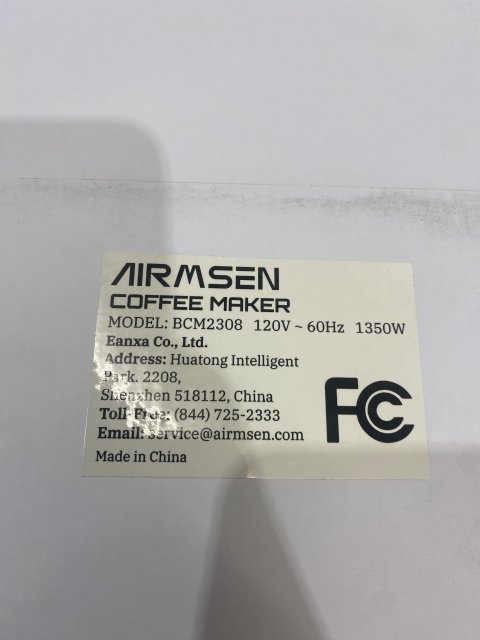 AIRMSEN
COFFEE MAKER
MODEL: BCM2308 120V ~ 60Hz 1350W
Eanxa Co., Ltd.
Address: Huatong Intelligent
Park. 2208,
Shenzhen 518112, China
Toll-Free: (844) 725-2333
Email: service@airmsen.com
Made in China
FC